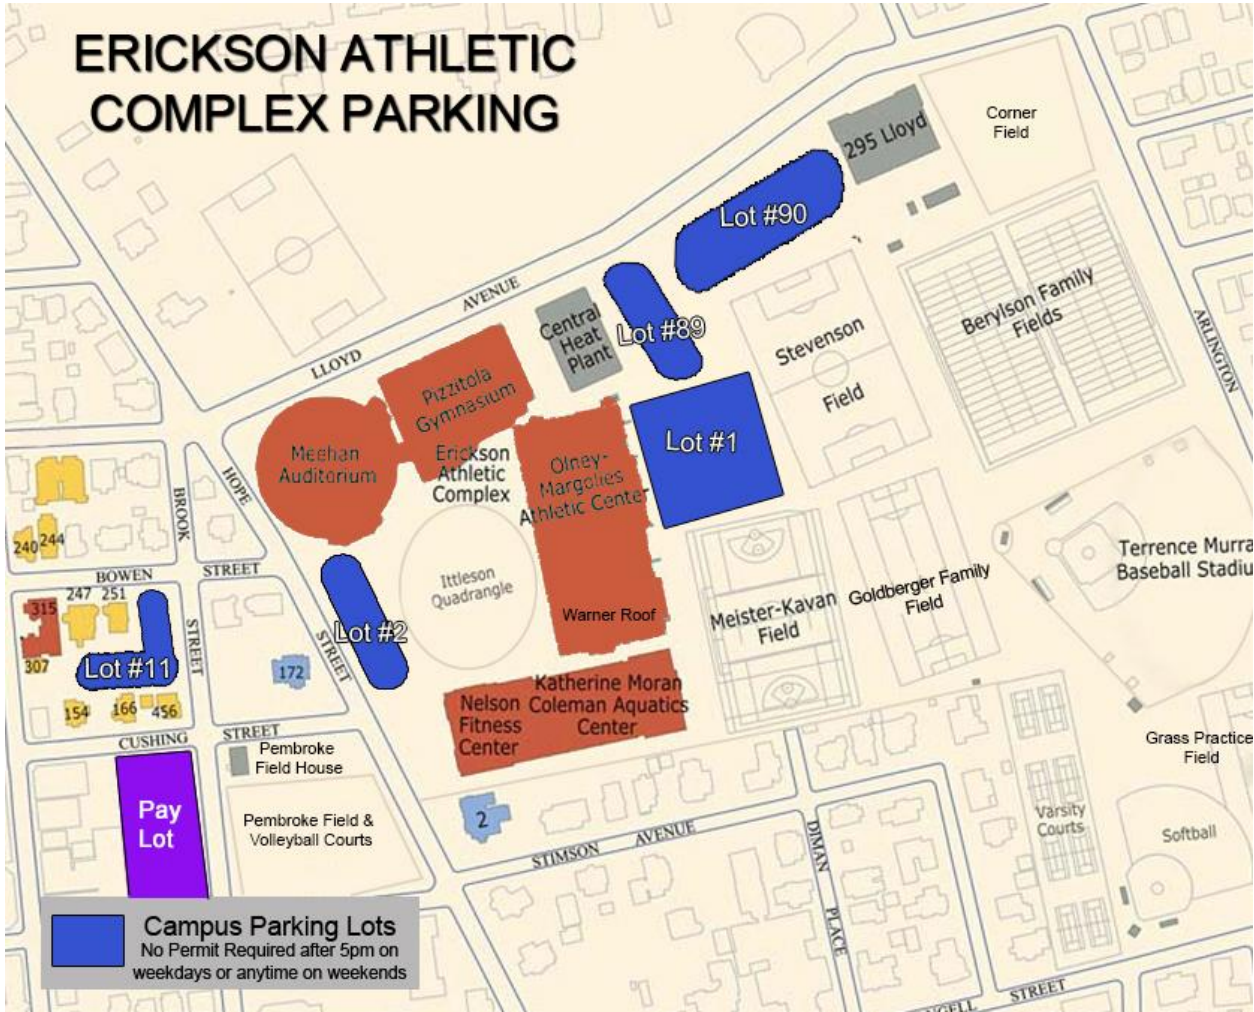 ERICKSON ATHLETIC
COMPLEX PARKING
Corner
Field
295 Lloyd
Lot #90
AVENUE
LLOYD
Central
Heat
Plant
Lot #89
Stevenson
Field
Berylson Family
Fields
ARLINGTON
Pizzitola
Gymnasium
Meehan
Auditorium
Erickson
Athletic
Complex
Olney-
Margolies
Athletic Center
Lot #1
HOPE
STREET
BROOK
STREET
240
244
BOWEN
STREET
247
251
315
307
Lot #11
Lot #2
Ittleson
Quadrangle
Warner Roof
Meister-Kavan
Field
Goldberger Family
Field
Terrence Murra
Baseball Stadiu
172
154
166
456
CUSHING
STREET
Nelson
Fitness
Center
Katherine Moran
Coleman Aquatics
Center
Pembroke
Field House
Pay
Lot
Pembroke Field &
Volleyball Courts
2
STIMSON
AVENUE
DIMAN
PLACE
Varsity
Courts
Grass Practice
Field
Softball
NGELL
STREET
Campus Parking Lots
No Permit Required after 5pm on
weekdays or anytime on weekends